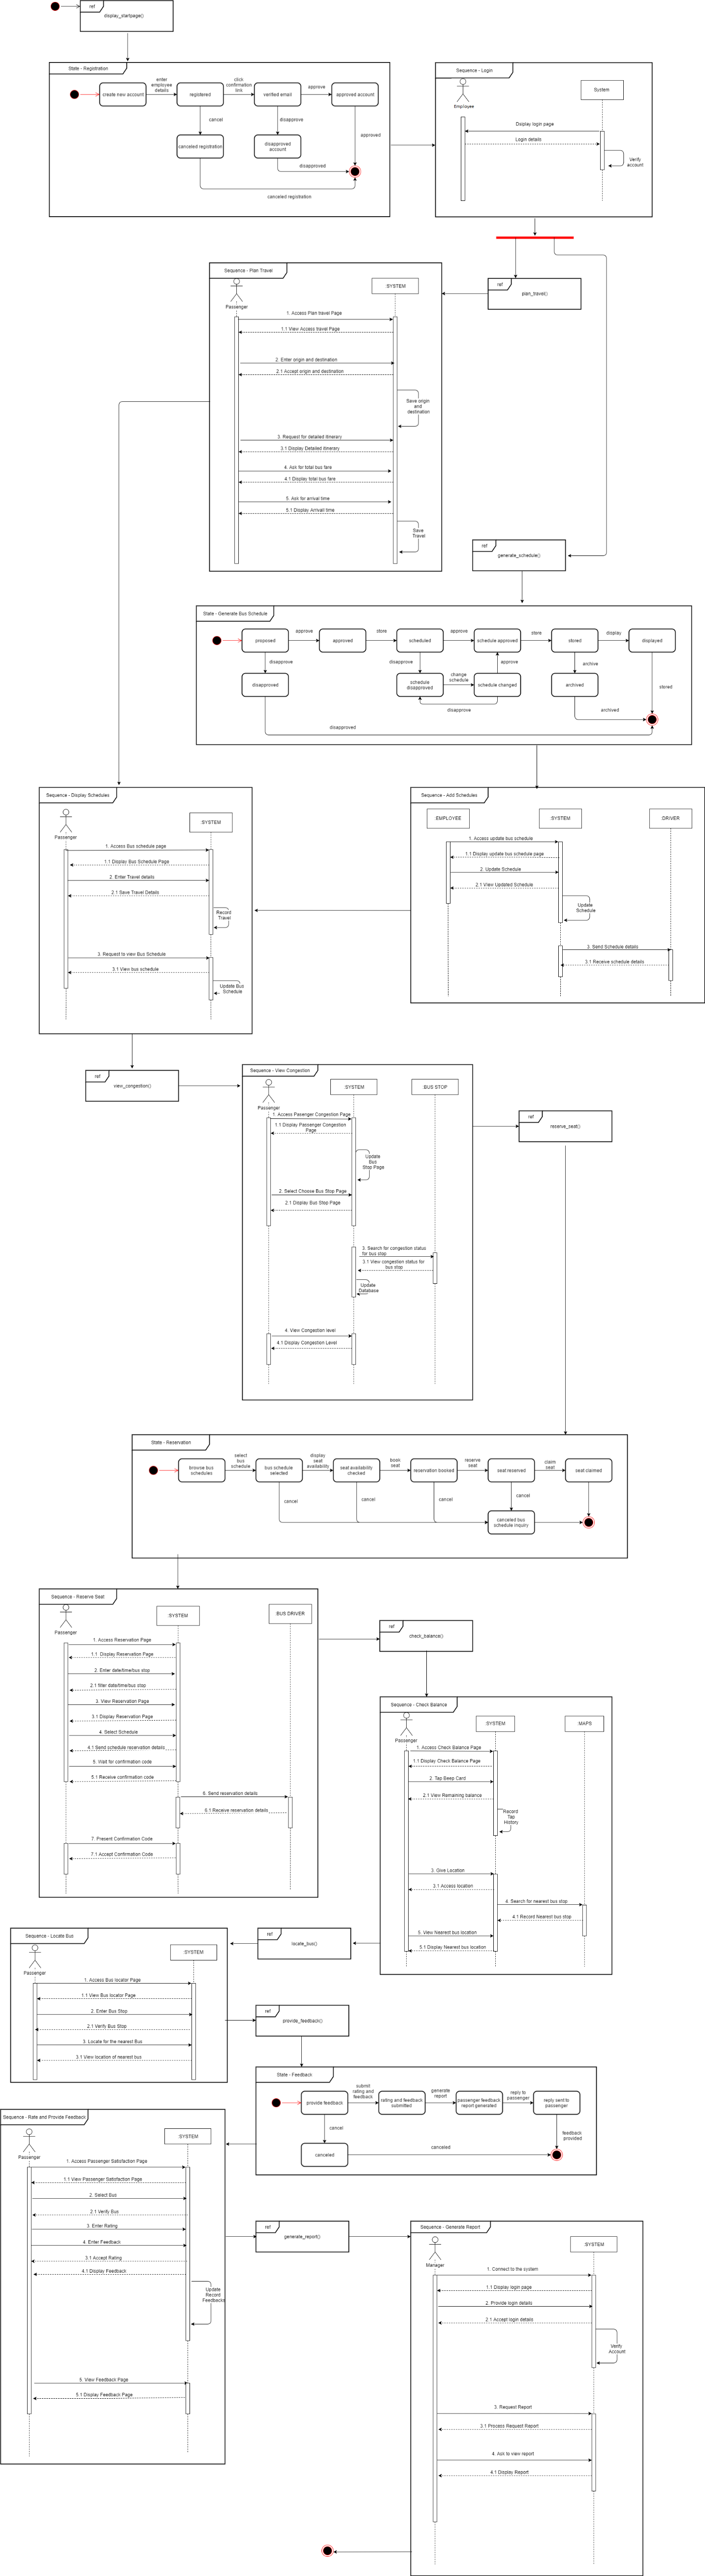 ref
display_startpage()
State - Registration
create new account
enter
employee
details
registered
click
confirmation
link
verified email
approve
approved account
cancel
disapprove
approved
canceled registration
disapproved
account
disapproved
canceled registration
Sequence - Login
Employee
System
Display login page
Login details
Verify
account
ref
plan_travel()
Sequence - Plan Travel
Passenger
:SYSTEM
1. Access Plan travel Page
1.1 View Access travel Page
2. Enter origin and destination
2.1 Accept origin and destination
Save origin
and
destination
3. Request for detailed itinerary
3.1 Display Detailed itinerary
4. Ask for total bus fare
4.1 Display total bus fare
5. Ask for arrival time
5.1 Display Arrivall time
Save
Travel
ref
generate_schedule()
State - Generate Bus Schedule
proposed
approve
approved
store
scheduled
approve
schedule approved
store
stored
display
displayed
disapprove
disapprove
approve
archive
disapproved
schedule
disapproved
change
schedule
schedule changed
archived
stored
disapprove
archived
disapproved
Sequence - Display Schedules
Passenger
:SYSTEM
1. Access Bus schedule page
1.1 Display Bus Schedule Page
2. Enter Travel details
2.1 Save Travel Details
Record
Travel
3. Request to view Bus Schedule
3.1 View bus schedule
Update Bus
Schedule
Sequence - Add Schedules
EMPLOYEE
:SYSTEM
:DRIVER
1. Access update bus schedule
1.1 Display update bus schedule page
2. Update Schedule
2.1 View Updated Schedule
Update
Schedule
3. Send Schedule details
3.1 Receive schedule details
ref
view_congestion()
Sequence - View Congestion
Passenger
:SYSTEM
:BUS STOP
1. Access Pasenger Congestion Page
1.1 Display Passenger Congestion
Page
Update
Bus
Stop Page
2. Select Choose Bus Stop Page
2.1 Display Bus Stop Page
3. Search for congestion status
for bus stop
3.1 View congestion status for
bus stop
Update
Database
4. View Congestion level
4.1 Display Congestion Level
ref
reserve_seat()
State - Reservation
browse bus
schedules
select
bus
schedule
bus schedule
selected
display
seat
availability
seat availability
checked
book
seat
reservation booked
reserve
seat
seat reserved
claim
seat
seat claimed
cancel
cancel
cancel
cancel
canceled bus
schedule inquiry
Sequence - Reserve Seat
Passenger
:SYSTEM
BUS DRIVER
1. Access Reservation Page
1.1. Display Reservation Page
2. Enter date/time/bus stop
2.1 filter date/time/bus stop
3. View Reservation Page
3.1 Display Reservation Page
4. Select Schedule
4.1 Send schedule reservation details
5. Wait for confirmation code
5.1 Receive confirmation code
6. Send reservation details
6.1 Receive reservation details
7. Present Confirmation Code
7.1 Accept Confirmation Code
ref
check_balance()
Sequence - Check Balance
Passenger
:SYSTEM
MAPS
1. Access Check Balance Page
1.1 Display Check Balance Page
2. Tap Beep Card
2.1 View Remaining balance
Record
Tap
History
3. Give Location
3.1 Access location
4. Search for nearest bus stop
4.1 Record Nearest bus stop
5. View Nearest bus location
5.1 Display Nearest bus location
ref
locate_bus()
Sequence - Locate Bus
Passenger
:SYSTEM
1. Access Bus locator Page
1.1 View Bus locator Page
2. Enter Bus Stop
2.1 Verify Bus Stop
3. Locate for the nearest Bus
3.1 View location of nearest bus
ref
provide_feedback()
State - Feedback
provide feedback
submit
rating and
feedback
rating and feedback
submitted
generate
report
passenger feedback
report generated
reply to
passenger
reply sent to
passenger
cancel
canceled
canceled
feedback
provided
Sequence - Rate and Provide Feedback
Passenger
:SYSTEM
1. Access Passenger Satisfaction Page
1.1 View Passenger Satisfaction Page
2. Select Bus
2.1 Verify Bus
3. Enter Rating
4. Enter Feedback
3.1 Accept Rating
4.1 Display Feedback
Update
Record
Feedbacks
5. View Feedback Page
5.1 Display Feedback Page
ref
generate_report()
Sequence - Generate Report
Manager
:SYSTEM
1. Connect to the system
1.1 Display login page
2. Provide login details
2.1 Accept login details
Verify
Account
3. Request Report
3.1 Process Request Report
4. Ask to view report
4.1 Display Report